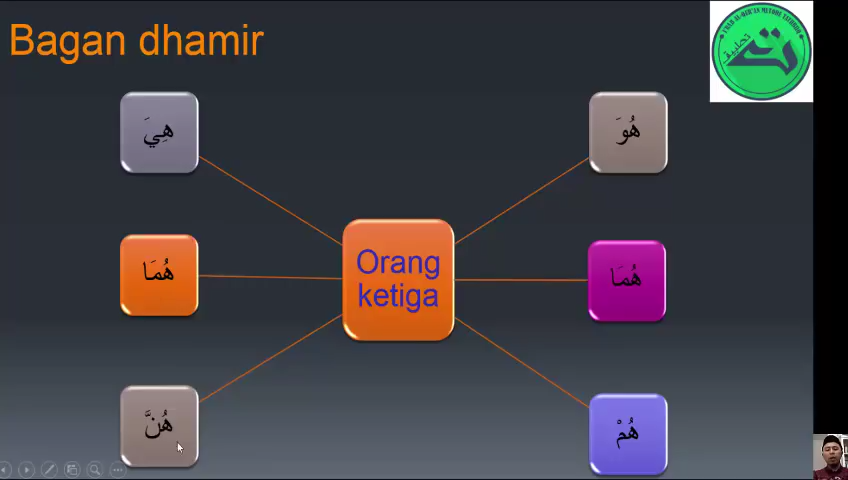 Bagan dhamir
هِيَ
هُوَ
Orang
ketiga
هُمَا
هُمَا
هُنَّ
هُمْ